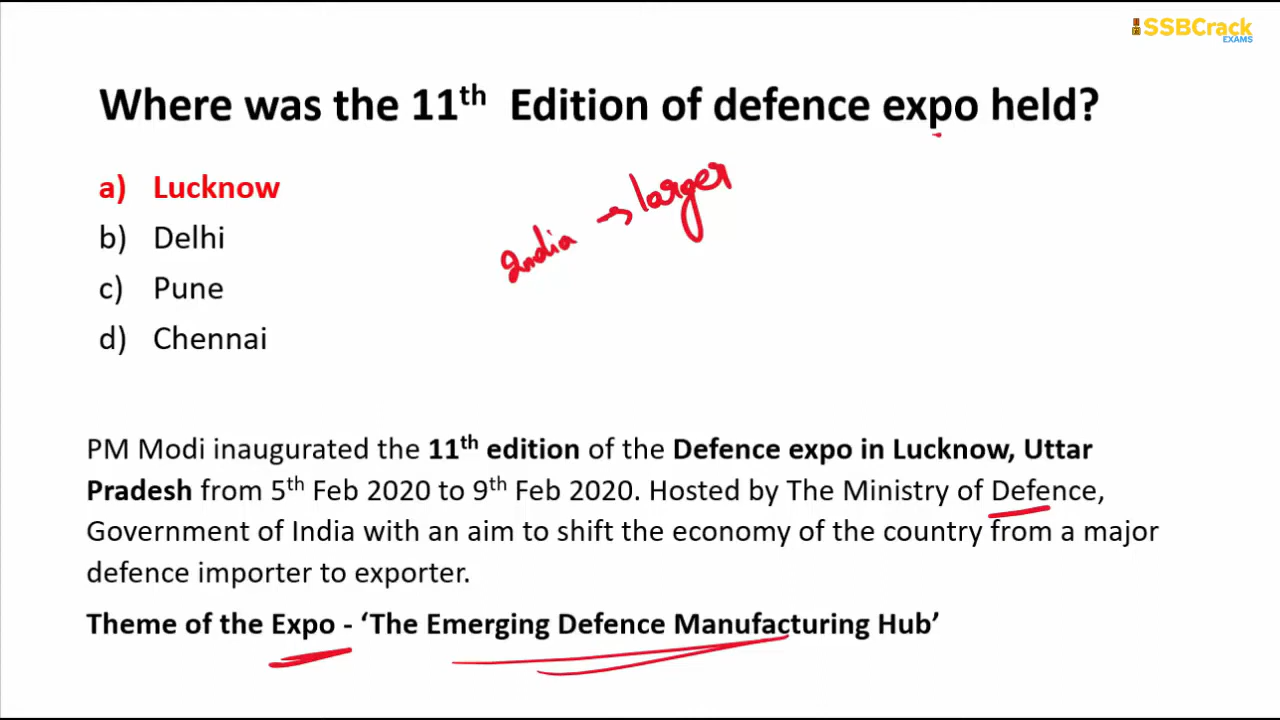 SSBCrack
EXAMS
Where was the 11th Edition of defence expo held?
a) Lucknow
b) Delhi
c) Pune
d) Chennai
India → larger
PM Modi inaugurated the 11th edition of the Defence expo in Lucknow, Uttar
Pradesh from 5th Feb 2020 to 9th Feb 2020. Hosted by The Ministry of Defence,
Government of India with an aim to shift the economy of the country from a major
defence importer to exporter.
Theme of the Expo - ‘The Emerging Defence Manufacturing Hub’